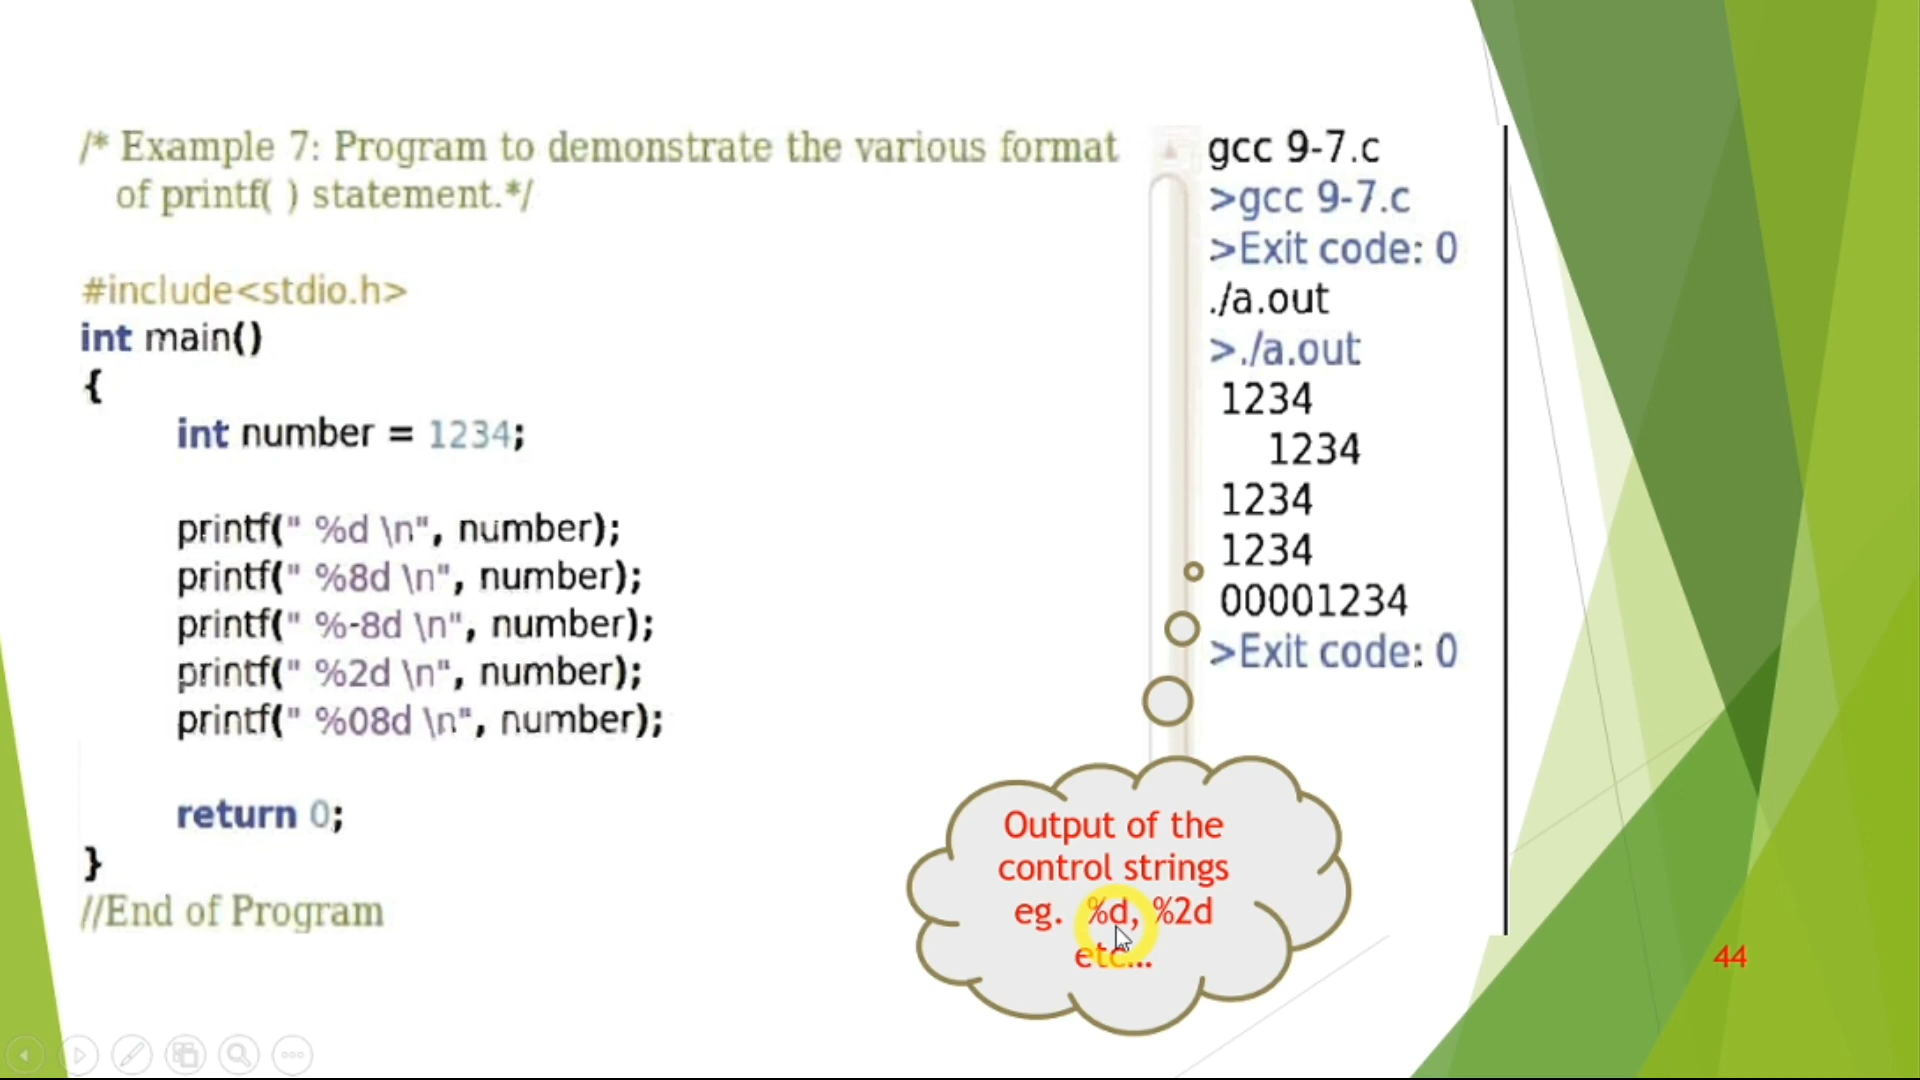 /* Example 7: Program to demonstrate the various format
of printf( ) statement.*/
#include<stdio.h>
int main()
{
int number = 1234;
printf(" %d \n", number);
printf(" %8d \n", number);
printf(" %-8d \n", number);
printf(" %2d \n", number);
printf(" %08d \n", number);
return 0;
}
//End of Program
gcc 9-7.c
>gcc 9-7.c
>Exit code: 0
./a.out
>./a.out
1234
1234
1234
1234
00001234
>Exit code: 0
Output of the
control strings
eg. %d, %2d
etc...
44